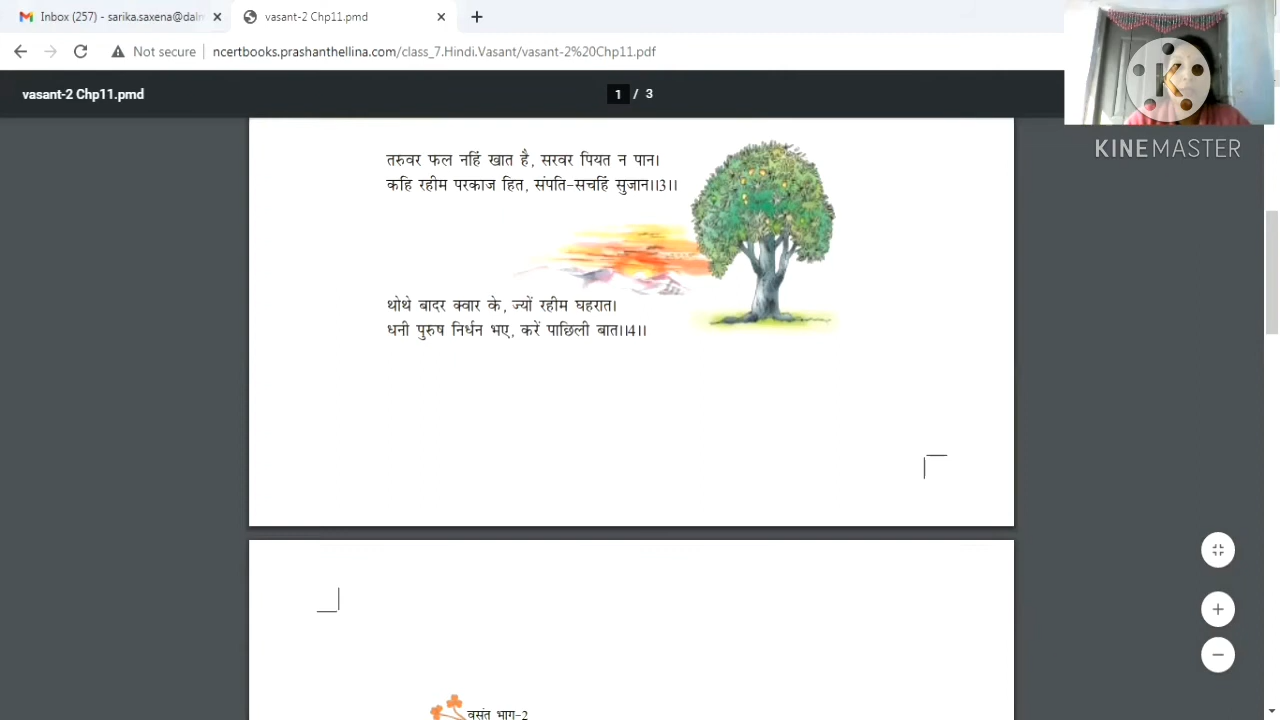 Inbox (257) - sarika.saxena@dalm
vasant-2 Chp11.pmd
Not secure
ncertbooks.prashanthellina.com/class_7.Hindi.Vasant/vasant-2%20Chp11.pdf
vasant-2 Chp11.pmd
1 / 3
K
KINEMASTER
तरुवर फल नहिं खात है, सरवर पियत न पान।
कहि रहीम परकाज हित, संपति-सचहिं सुजान।।3।।
थोथे बादर क्वार के, ज्यों रहीम घहरात।
धनी पुरुष निर्धन भए, करें पाछिली बात।।4।।
वसंत भाग-2